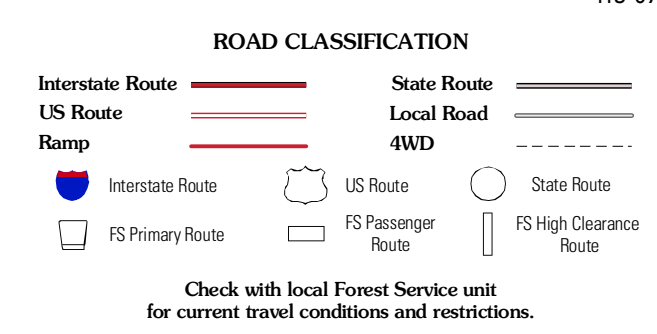 ROAD CLASSIFICATION
Interstate Route
State Route
US Route
Local Road
Ramp
4WD
Interstate Route
US Route
State Route
FS Primary Route
FS Passenger
Route
FS High Clearance
Route
Check with local Forest Service unit
for current travel conditions and restrictions.